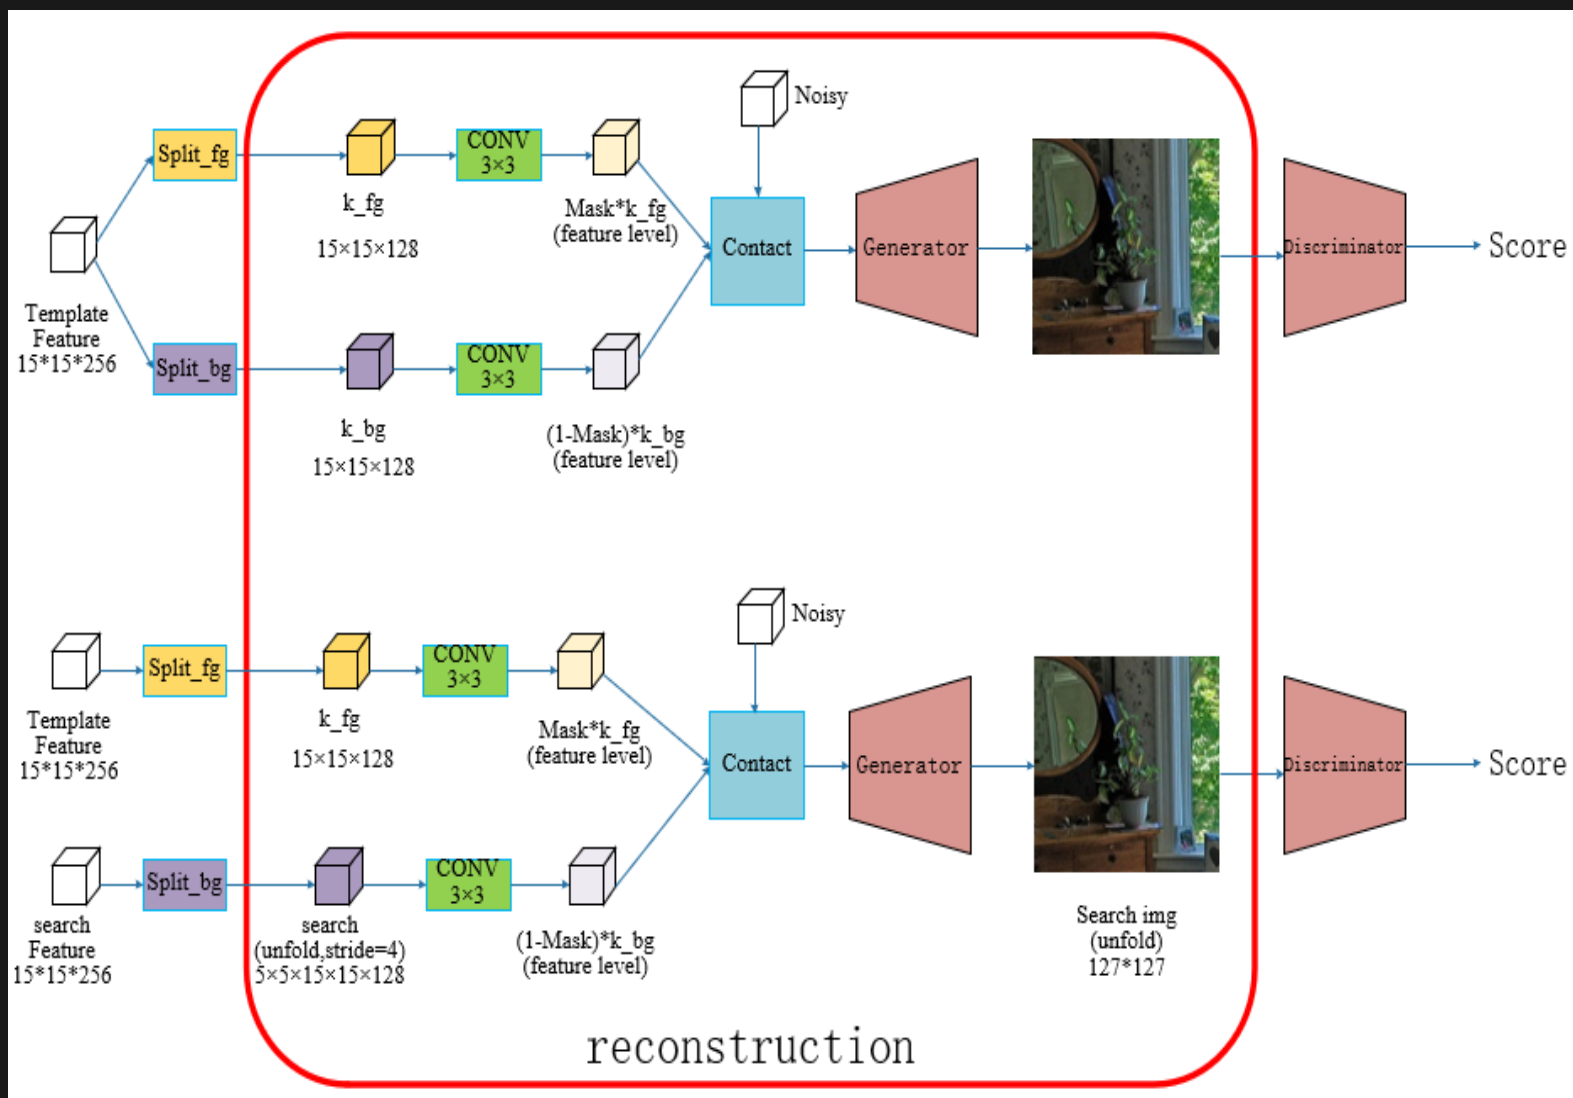 Noisy
Split_fg
CONV
3×3
k_fg
15×15×128
Mask*k_fg
(feature level)
Contact
Generator
Discriminator
Score
Template
Feature
15*15*256
Split_bg
CONV
3×3
k_bg
15×15×128
(1-Mask)*k_bg
(feature level)
Noisy
Split_fg
CONV
3×3
Template
Feature
15*15*256
k_fg
15×15×128
Mask*k_fg
(feature level)
Contact
Generator
Discriminator
Score
Split_bg
CONV
3×3
search
Feature
15*15*256
search
(unfold,stride=4)
5×5×15×15×128
(1-Mask)*k_bg
(feature level)
Search img
(unfold)
127*127
reconstruction